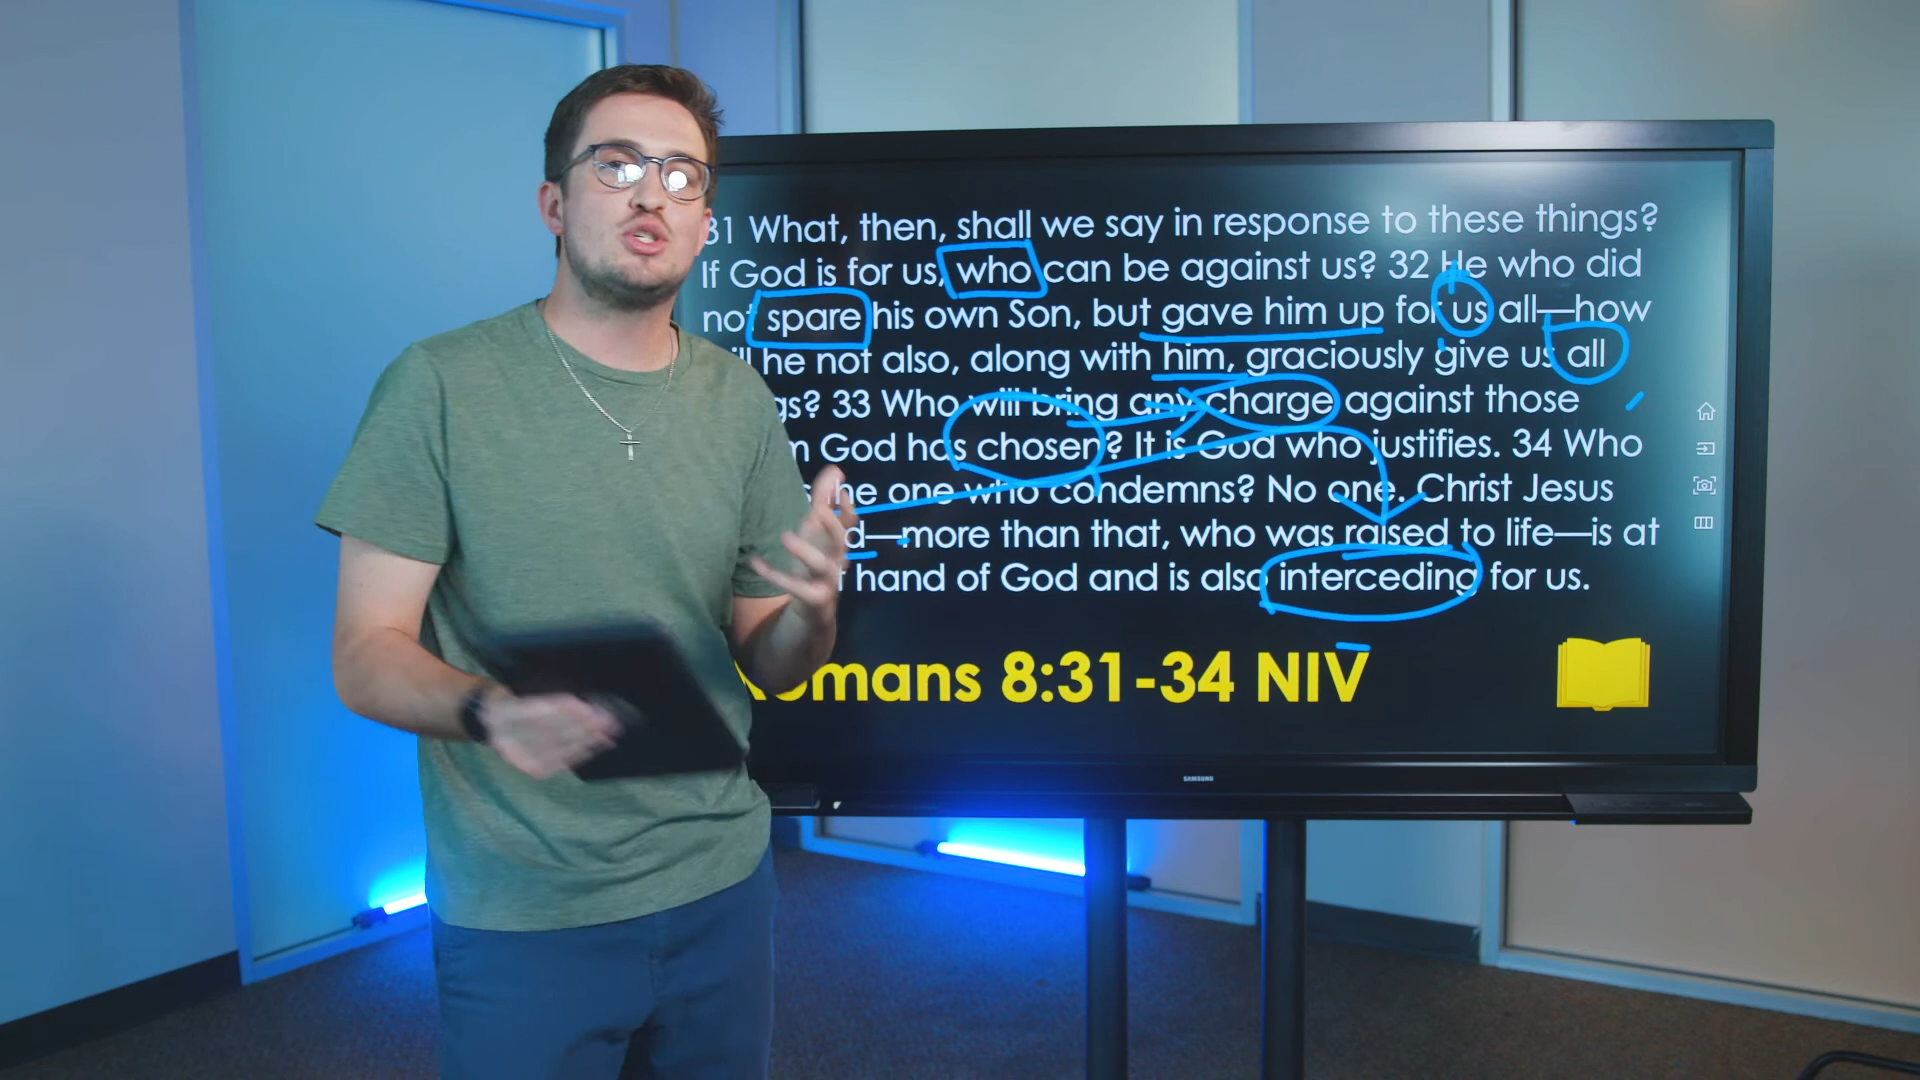 31 What, then, shall we say in response to these things?
If God is for us, who can be against us? 32 He who did
not spare his own Son, but gave him up for us all—how
he not also, along with him, graciously give us all
33 Who will bring any charge against those
God has chosen? It is God who justifies. 34 Who
the one who condemns? No one. Christ Jesus
more than that, who was raised to life—is at
hand of God and is also interceding for us.
Romans 8:31-34 NIV
SAMSUNG